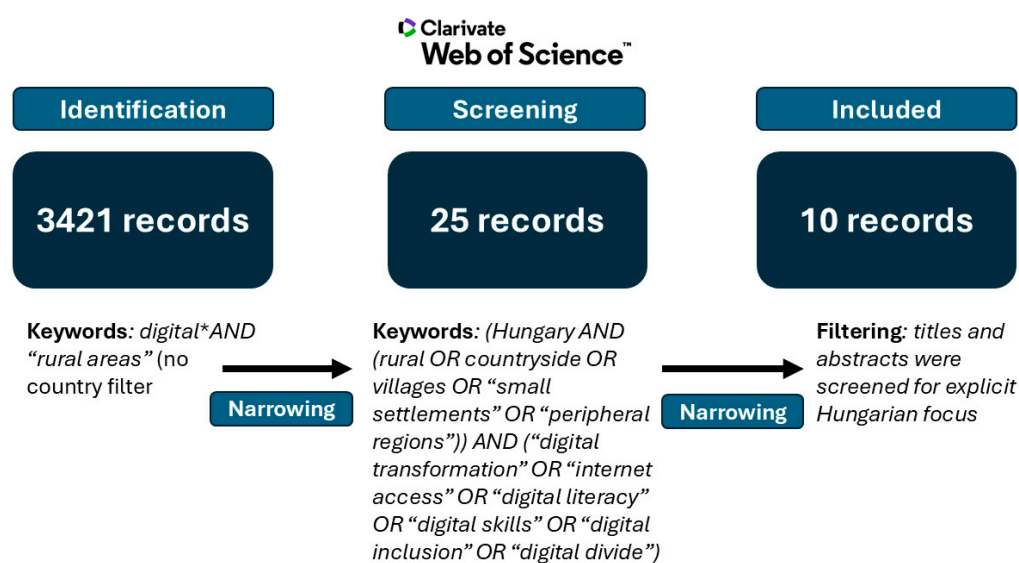 Clarivate
Web of Science™
Identification
Screening
Included
3421 records
25 records
10 records
Keywords: digital*AND
“rural areas” (no
country filter
Narrowing
Keywords: (Hungary AND
(rural OR countryside OR
villages OR “small
settlements” OR “peripheral
regions”)) AND (“digital
transformation” OR “internet
access” OR “digital literacy”
OR “digital skills” OR “digital
inclusion” OR “digital divide”)
Narrowing
Filtering: titles and
abstracts were
screened for explicit
Hungarian focus